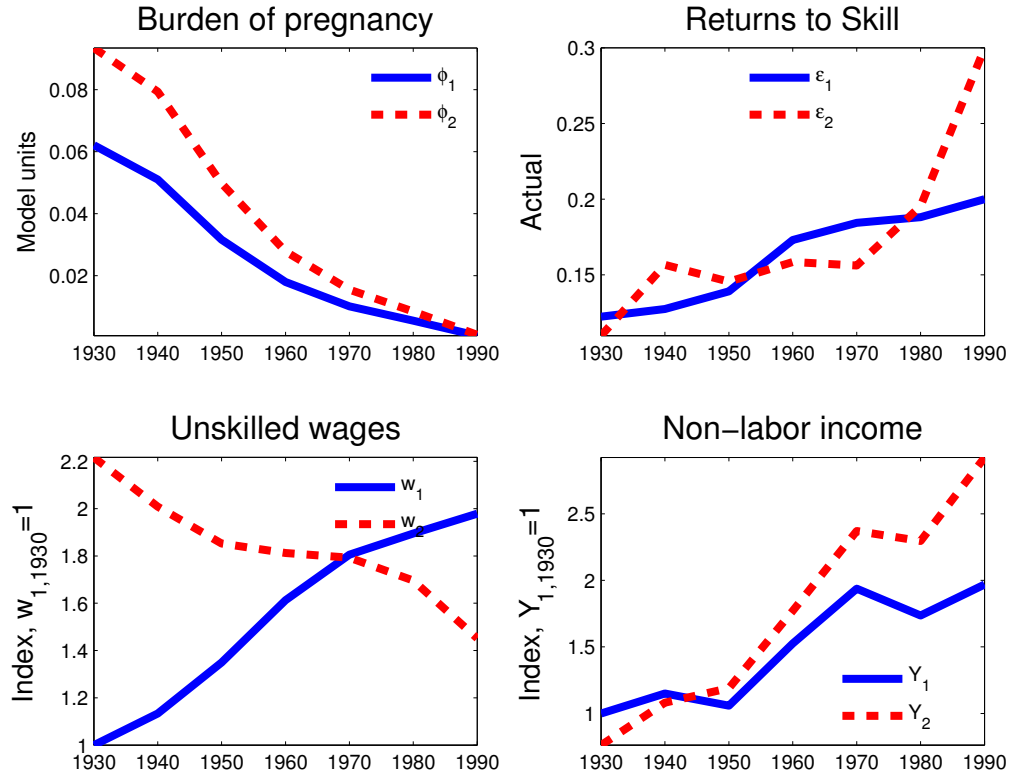 Burden of pregnancy
Model units
0.08
0.06
0.04
0.02
ϕ₁
ϕ₂
1930 1940 1950 1960 1970 1980 1990
Returns to Skill
Actual
0.3
0.25
0.2
0.15
ε₁
ε₂
1930 1940 1950 1960 1970 1980 1990
Unskilled wages
Index, w₁,₁₉₃₀=1
2.2
2
1.8
1.6
1.4
1.2
1
w₁
w₂
1930 1940 1950 1960 1970 1980 1990
Non−labor income
Index, Y₁,₁₉₃₀=1
2.5
2
1.5
1
Y₁
Y₂
1930 1940 1950 1960 1970 1980 1990